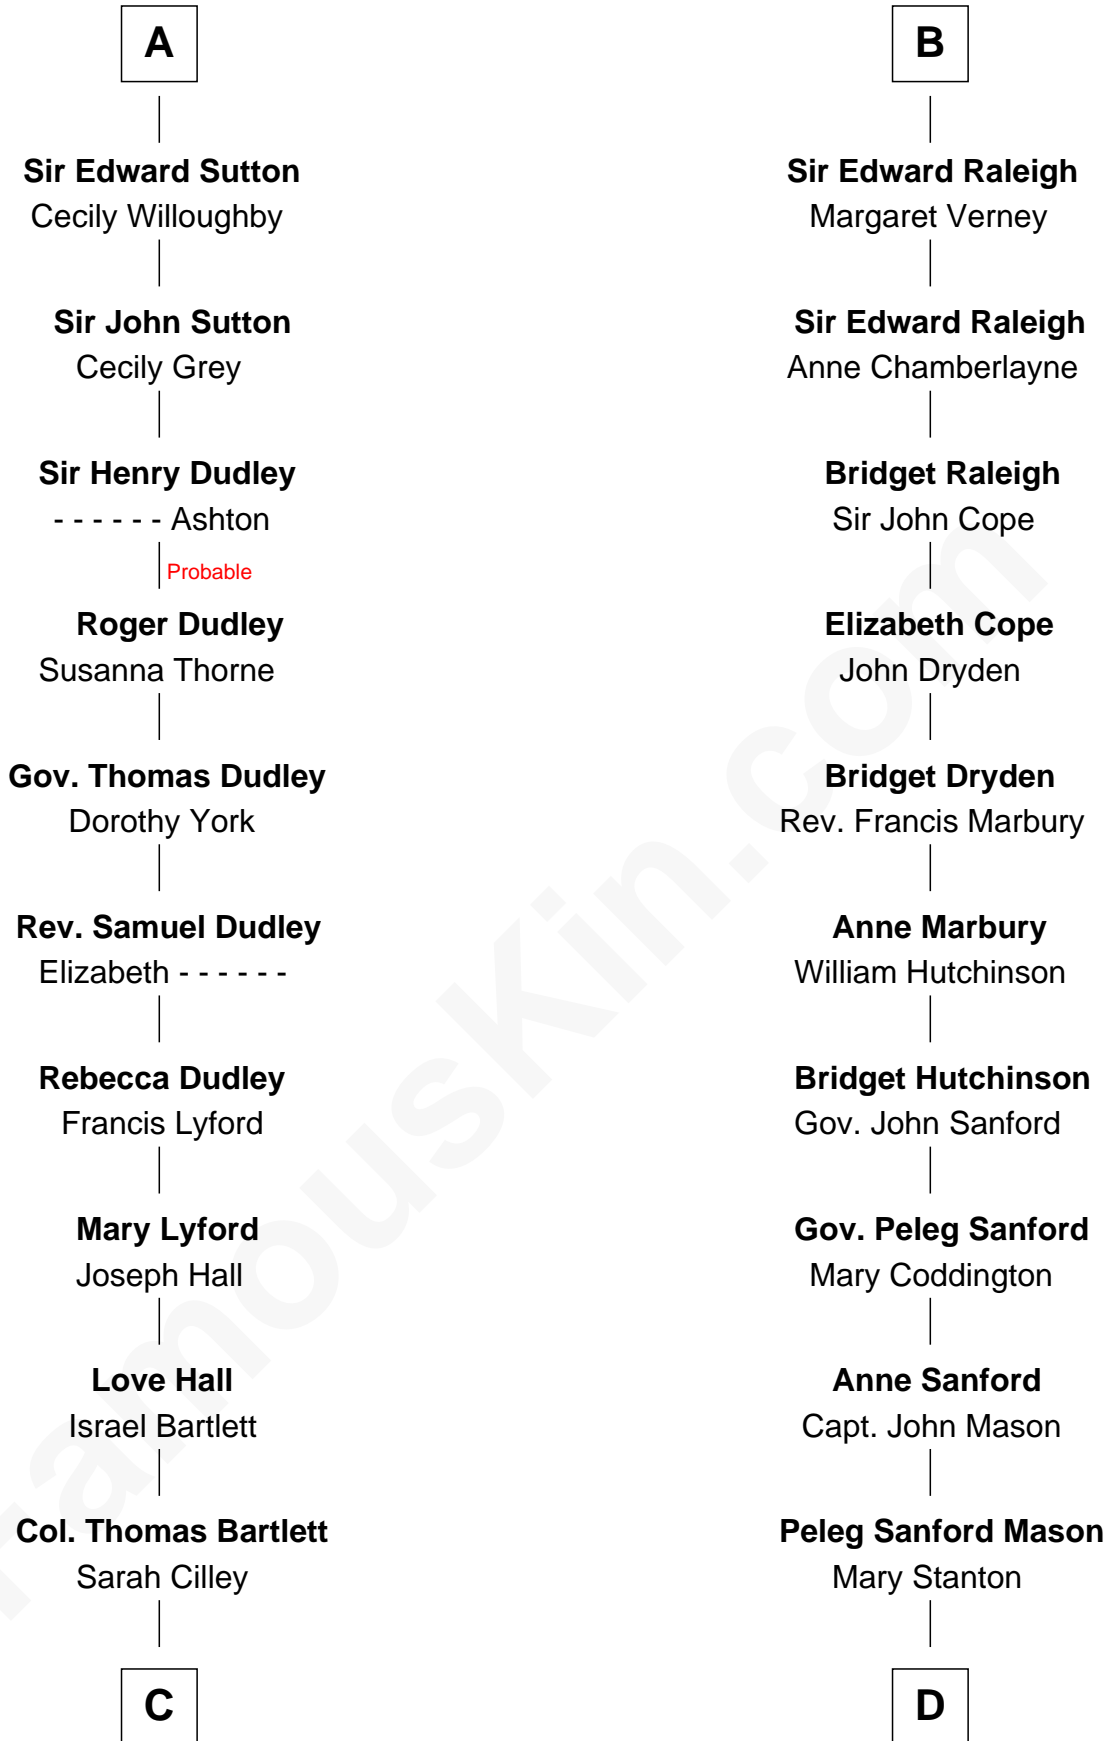 A
Sir Edward Sutton
Cecily Willoughby
Sir John Sutton
Cecily Grey
Sir Henry Dudley
- - - - - - Ashton
Probable
Roger Dudley
Susanna Thorne
Gov. Thomas Dudley
Dorothy York
Rev. Samuel Dudley
Elizabeth - - - - - -
Rebecca Dudley
Francis Lyford
Mary Lyford
Joseph Hall
Love Hall
Israel Bartlett
Col. Thomas Bartlett
Sarah Cilley
C
B
Sir Edward Raleigh
Margaret Verney
Sir Edward Raleigh
Anne Chamberlayne
Bridget Raleigh
Sir John Cope
Elizabeth Cope
John Dryden
Bridget Dryden
Rev. Francis Marbury
Anne Marbury
William Hutchinson
Bridget Hutchinson
Gov. John Sanford
Gov. Peleg Sanford
Mary Coddington
Anne Sanford
Capt. John Mason
Peleg Sanford Mason
Mary Stanton
D
FamousKin.com